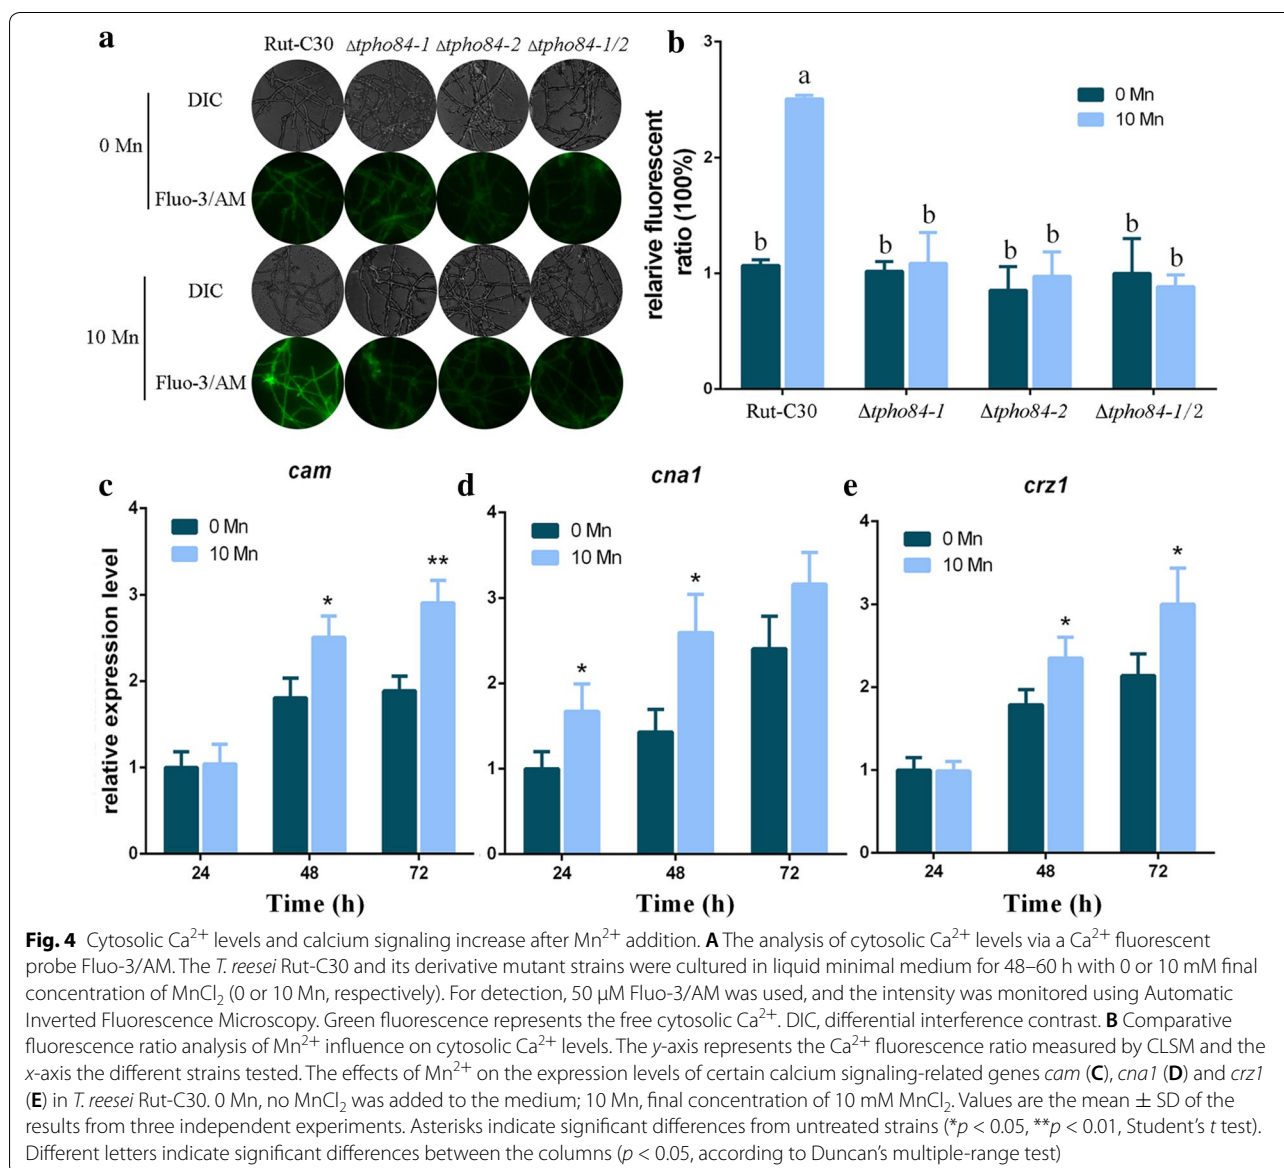 a
Rut-C30 Δtpho84-1 Δtpho84-2 Δtpho84-1/2
DIC
0 Mn
Fluo-3/AM
DIC
10 Mn
Fluo-3/AM
b
relarive fluorescent
ratio (100%)
3
2
1
0
0 Mn
10 Mn
b a b b b b b b
Rut-C30 Δtpho84-1 Δtpho84-2 Δtpho84-1/2
c
cam
relative expression level
4
3
2
1
0
0 Mn
10 Mn
* **
24 48 72
Time (h)
d
cna1
4
3
2
1
0
0 Mn
10 Mn
* *
24 48 72
Time (h)
e
crz1
4
3
2
1
0
0 Mn
10 Mn
* *
24 48 72
Time (h)
Fig. 4 Cytosolic Ca²⁺ levels and calcium signaling increase after Mn²⁺ addition. A The analysis of cytosolic Ca²⁺ levels via a Ca²⁺ fluorescent
probe Fluo-3/AM. The T. reesei Rut-C30 and its derivative mutant strains were cultured in liquid minimal medium for 48–60 h with 0 or 10 mM final
concentration of MnCl₂ (0 or 10 Mn, respectively). For detection, 50 µM Fluo-3/AM was used, and the intensity was monitored using Automatic
Inverted Fluorescence Microscopy. Green fluorescence represents the free cytosolic Ca²⁺. DIC, differential interference contrast. B Comparative
fluorescence ratio analysis of Mn²⁺ influence on cytosolic Ca²⁺ levels. The y-axis represents the Ca²⁺ fluorescence ratio measured by CLSM and the
x-axis the different strains tested. The effects of Mn²⁺ on the expression levels of certain calcium signaling-related genes cam (C), cna1 (D) and crz1
(E) in T. reesei Rut-C30. 0 Mn, no MnCl₂ was added to the medium; 10 Mn, final concentration of 10 mM MnCl₂. Values are the mean ± SD of the
results from three independent experiments. Asterisks indicate significant differences from untreated strains (*p < 0.05, **p < 0.01, Student's t test).
Different letters indicate significant differences between the columns (p < 0.05, according to Duncan's multiple-range test)